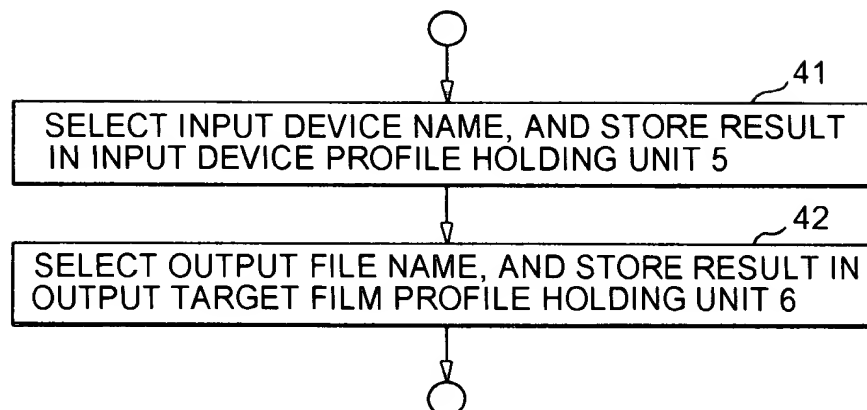 41
SELECT INPUT DEVICE NAME, AND STORE RESULT
IN INPUT DEVICE PROFILE HOLDING UNIT 5
42
SELECT OUTPUT FILE NAME, AND STORE RESULT IN
OUTPUT TARGET FILM PROFILE HOLDING UNIT 6